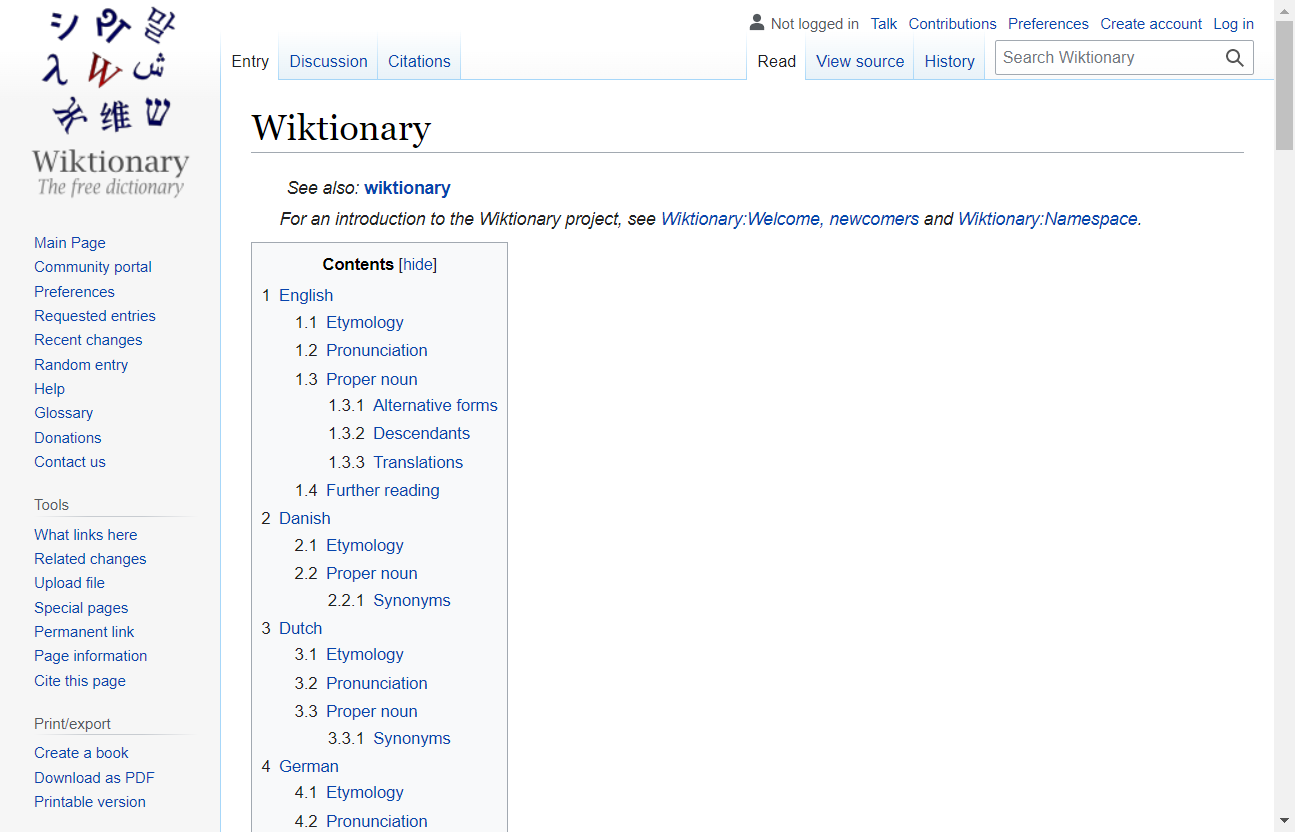 シ ரி 말
λ W ش
≯ 维 ש
Wiktionary
The free dictionary
Main Page
Community portal
Preferences
Requested entries
Recent changes
Random entry
Help
Glossary
Donations
Contact us
Tools
What links here
Related changes
Upload file
Special pages
Permanent link
Page information
Cite this page
Print/export
Create a book
Download as PDF
Printable version
Not logged in Talk Contributions Preferences Create account Log in
Entry Discussion Citations Read View source History Search Wiktionary
Wiktionary
See also: wiktionary
For an introduction to the Wiktionary project, see Wiktionary:Welcome, newcomers and Wiktionary:Namespace.
Contents [hide]
1 English
1.1 Etymology
1.2 Pronunciation
1.3 Proper noun
1.3.1 Alternative forms
1.3.2 Descendants
1.3.3 Translations
1.4 Further reading
2 Danish
2.1 Etymology
2.2 Proper noun
2.2.1 Synonyms
3 Dutch
3.1 Etymology
3.2 Pronunciation
3.3 Proper noun
3.3.1 Synonyms
4 German
4.1 Etymology
4.2 Pronunciation